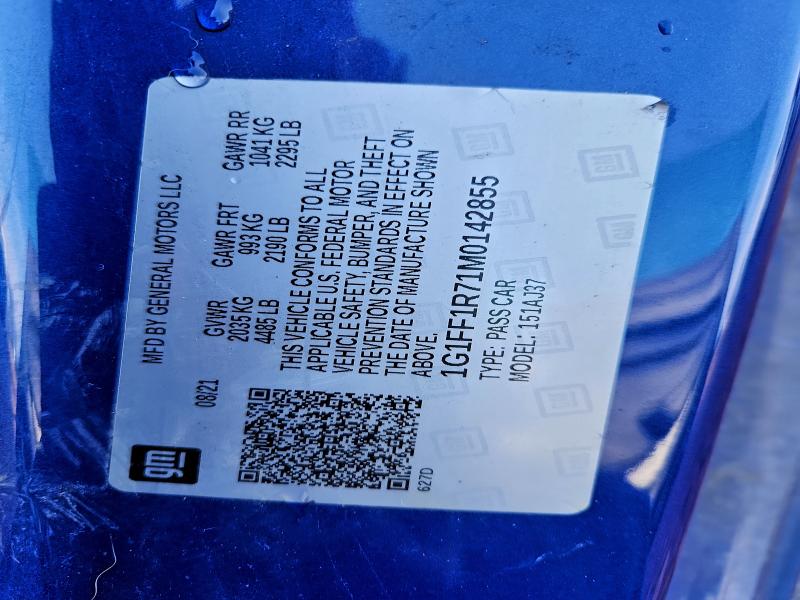 gm
MFD BY GENERAL MOTORS LLC
08/21
GVWR GAWR FRT GAWR RR
2035 KG 993 KG 1041 KG
4485 LB 2190 LB 2295 LB
THIS VEHICLE CONFORMS TO ALL
APPLICABLE U.S. FEDERAL MOTOR
VEHICLE SAFETY, BUMPER, AND THEFT
PREVENTION STANDARDS IN EFFECT ON
THE DATE OF MANUFACTURE SHOWN
ABOVE.
627D
1G1FF1R71M0142855
TYPE: PASS CAR
MODEL: 151AJ37